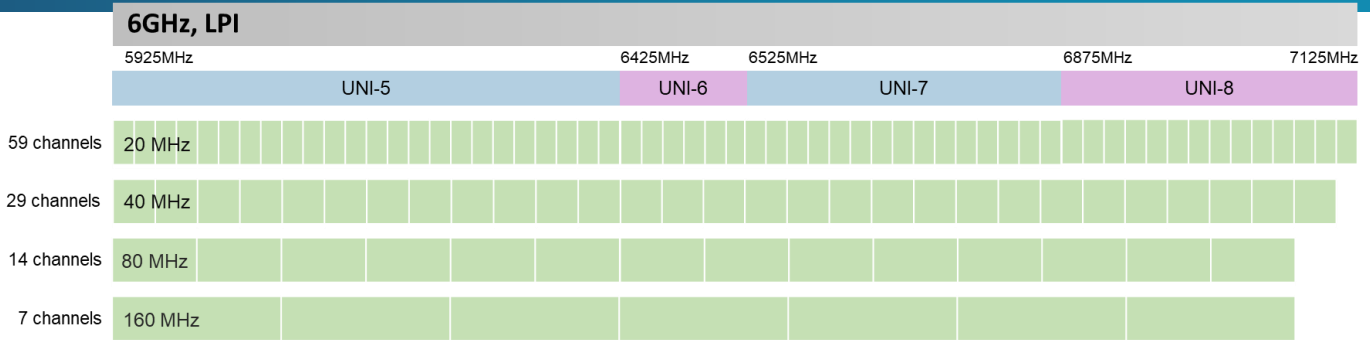 6GHz, LPI
5925MHz 6425MHz 6525MHz 6875MHz 7125MHz
UNI-5 UNI-6 UNI-7 UNI-8
59 channels 20 MHz
29 channels 40 MHz
14 channels 80 MHz
7 channels 160 MHz